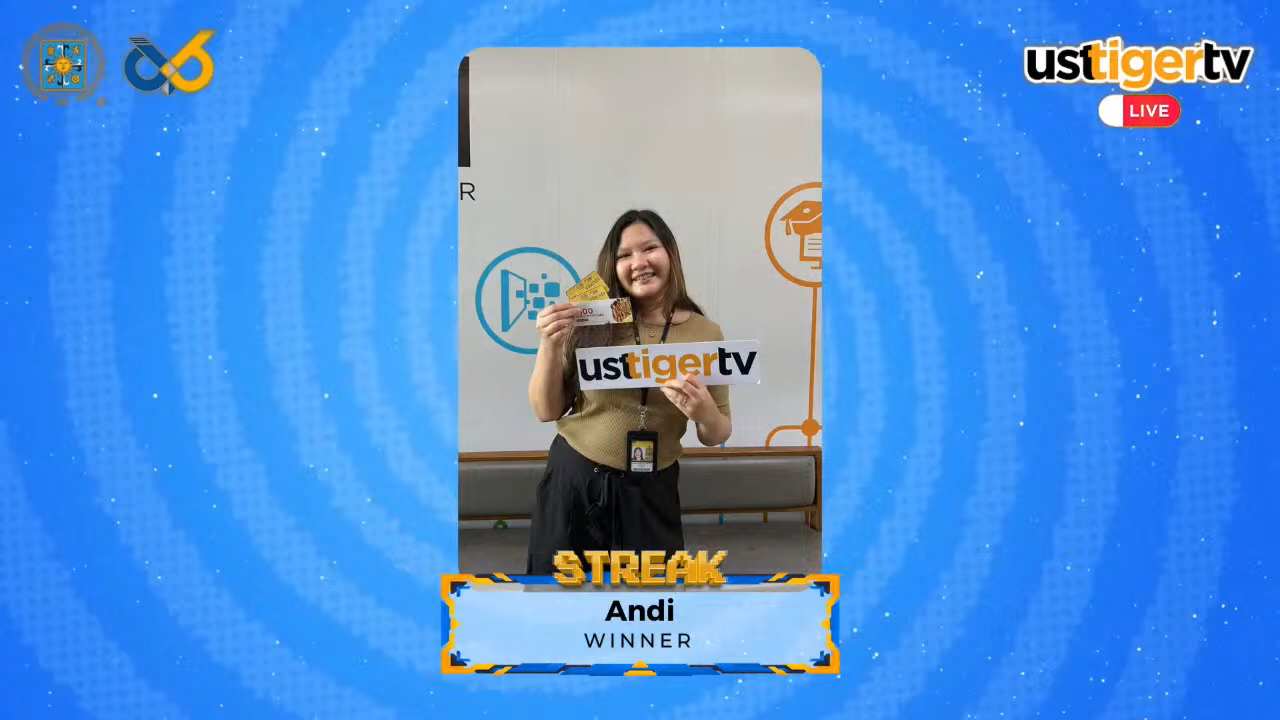 usttigertv
LIVE
R
usttigertv
STREAK
Andi
WINNER